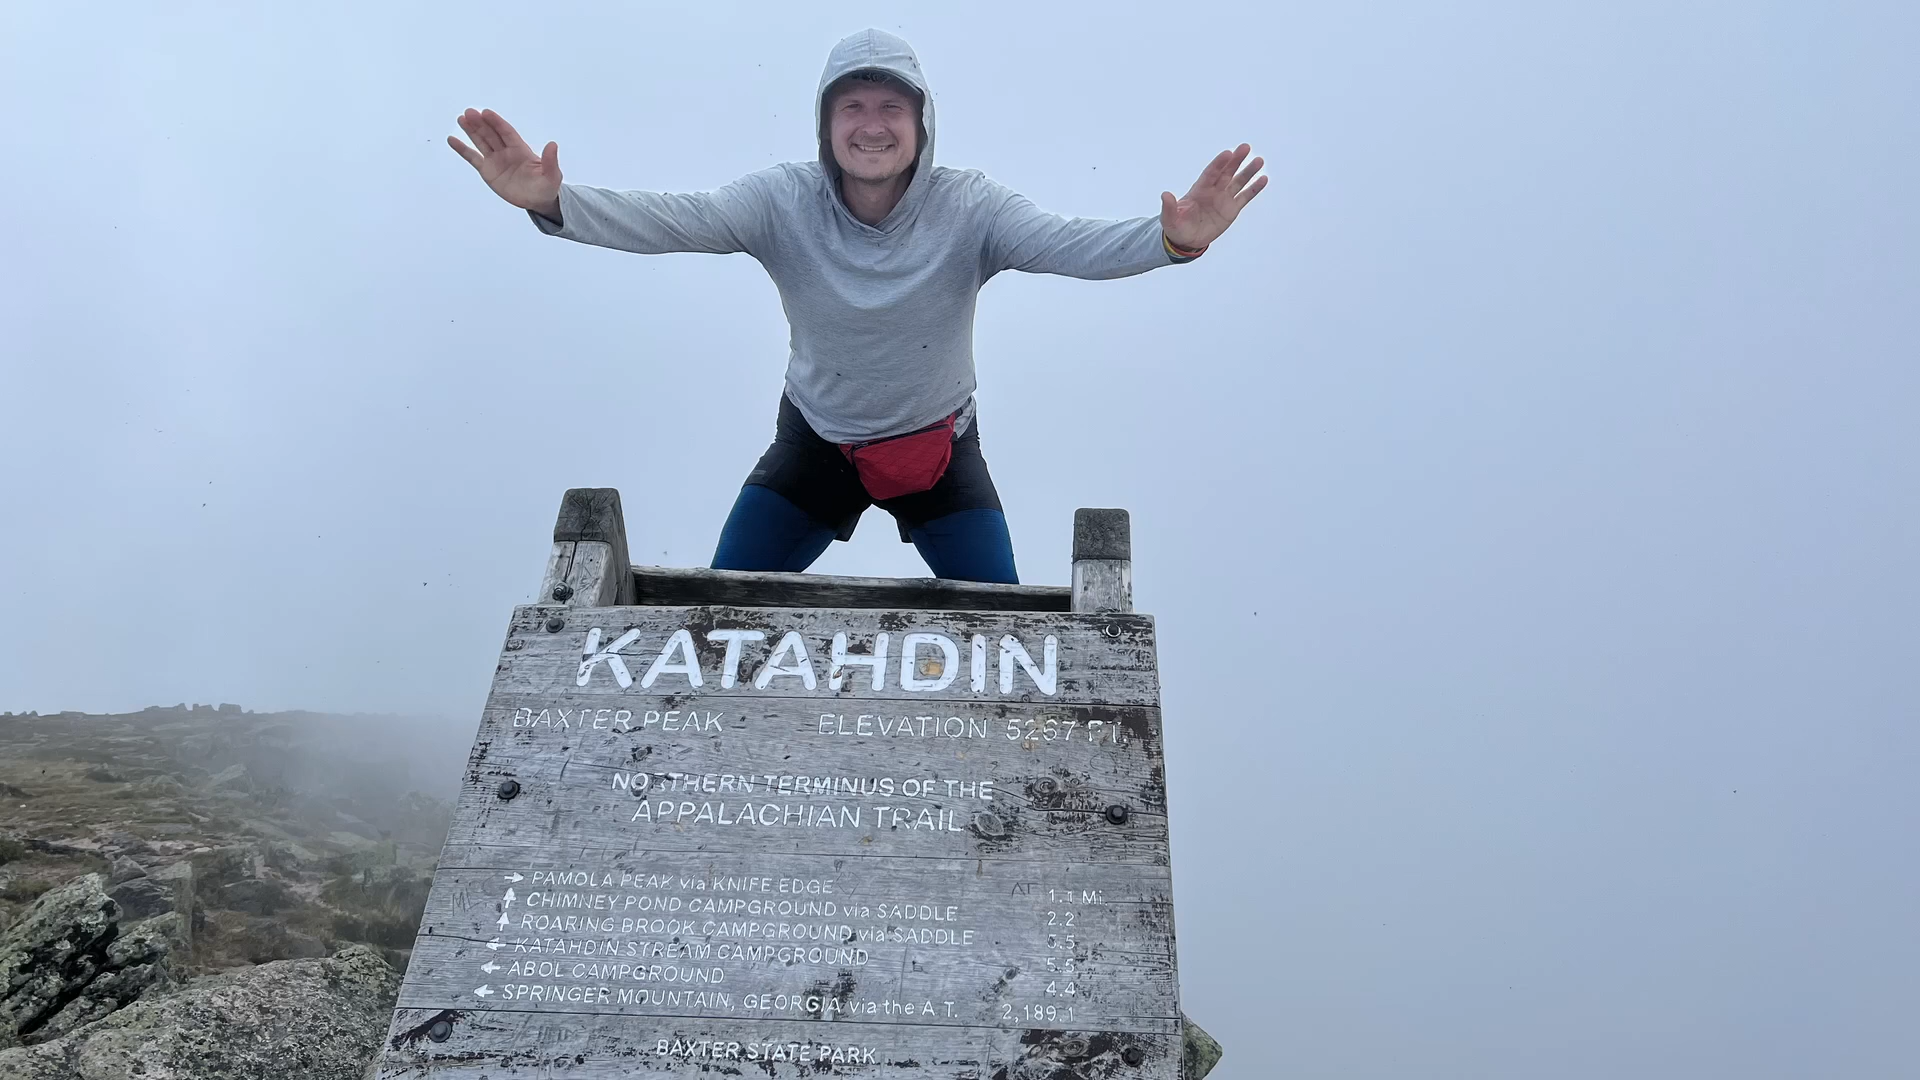 KATAHDIN
BAXTER PEAK ELEVATION 5267 FT.
NORTHERN TERMINUS OF THE
APPALACHIAN TRAIL
→ PAMOLA PEAK via KNIFE EDGE 1.1 Mi.
↑ CHIMNEY POND CAMPGROUND via SADDLE 2.2
↑ ROARING BROOK CAMPGROUND via SADDLE 5.5
← KATAHDIN STREAM CAMPGROUND 5.5
← ABOL CAMPGROUND 4.4
← SPRINGER MOUNTAIN, GEORGIA via the A T. 2,189.1
BAXTER STATE PARK